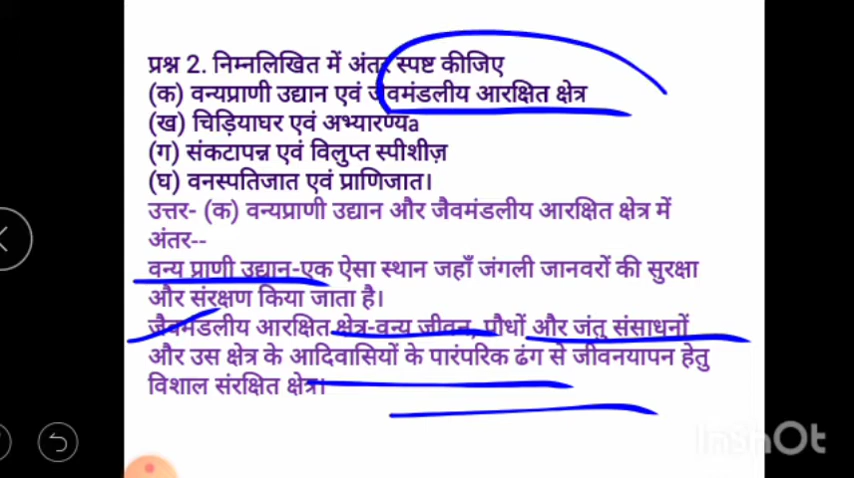 प्रश्न 2. निम्नलिखित में अंतर स्पष्ट कीजिए
(क) वन्यप्राणी उद्यान एवं जैवमंडलीय आरक्षित क्षेत्र
(ख) चिड़ियाघर एवं अभ्यारण्यa
(ग) संकटापन्न एवं विलुप्त स्पीशीज़
(घ) वनस्पतिजात एवं प्राणिजात।
उत्तर- (क) वन्यप्राणी उद्यान और जैवमंडलीय आरक्षित क्षेत्र में
अंतर--
वन्य प्राणी उद्यान-एक ऐसा स्थान जहाँ जंगली जानवरों की सुरक्षा
और संरक्षण किया जाता है।
जैवमंडलीय आरक्षित क्षेत्र-वन्य जीवन, पौधों और जंतु संसाधनों
और उस क्षेत्र के आदिवासियों के पारंपरिक ढंग से जीवनयापन हेतु
विशाल संरक्षित क्षेत्र।
InShOt